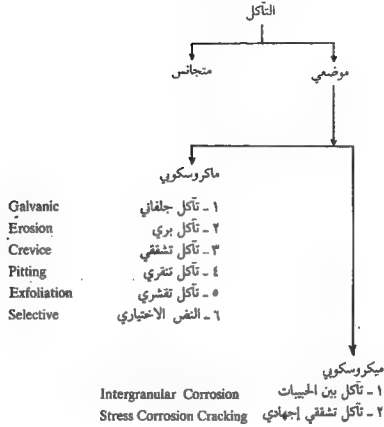 التآكل
متجانس
موضعي
ماكروسكوبي
Galvanic ١ - تآكل جلفاني
Erosion ٢ - تآكل بري
Crevice ٣ - تآكل تشققي
Pitting ٤ - تآكل تنقري
Exfoliation ٥ - تآكل تقشري
Selective ٦ - النض الاختياري
ميكروسكوبي
Intergranular Corrosion ١ - تآكل بين الحبيبات
Stress Corrosion Cracking ٢ - تآكل تشققي إجهادي